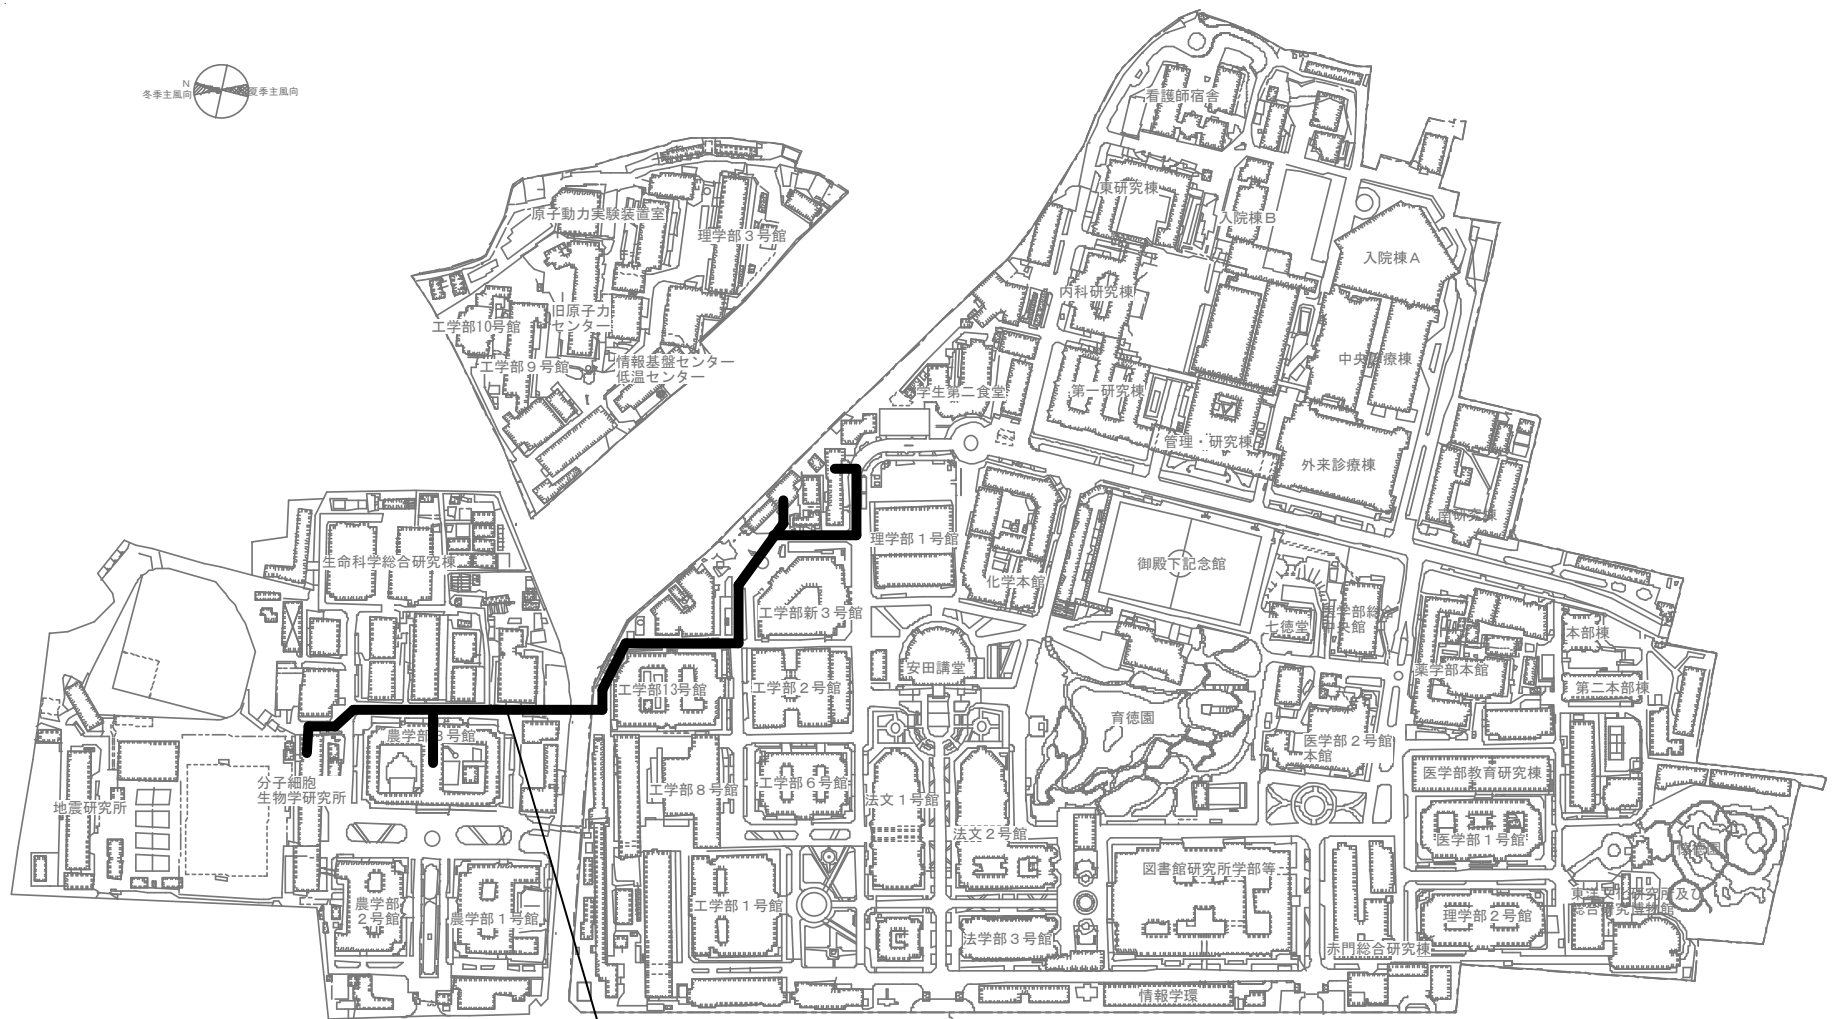 N
冬季主風向
夏季主風向
看護師宿舎
東研究棟
入院棟B
入院棟A
原子動力実験装置室
理学部3号館
内科研究棟
旧原子力
センター
工学部10号館
工学部9号館
情報基盤センター
低温センター
中央診療棟
学生第二食堂
第一研究棟
管理・研究棟
外来診療棟
南研究棟
理学部1号館
生命科学総合研究棟
化学本館
御殿下記念館
工学部新3号館
七徳堂
中央館
本部棟
安田講堂
薬学部本館
工学部13号館
工学部2号館
第二本部棟
育徳園
農学部3号館
医学部2号館
本館
医学部教育研究棟
分子細胞
生物学研究所
地震研究所
工学部8号館
工学部6号館
法文1号館
法文2号館
医学部1号館
図書館研究所学部等
農学部
2号館
農学部1号館
工学部1号館
法学部3号館
理学部2号館
赤門総合研究棟
情報学環